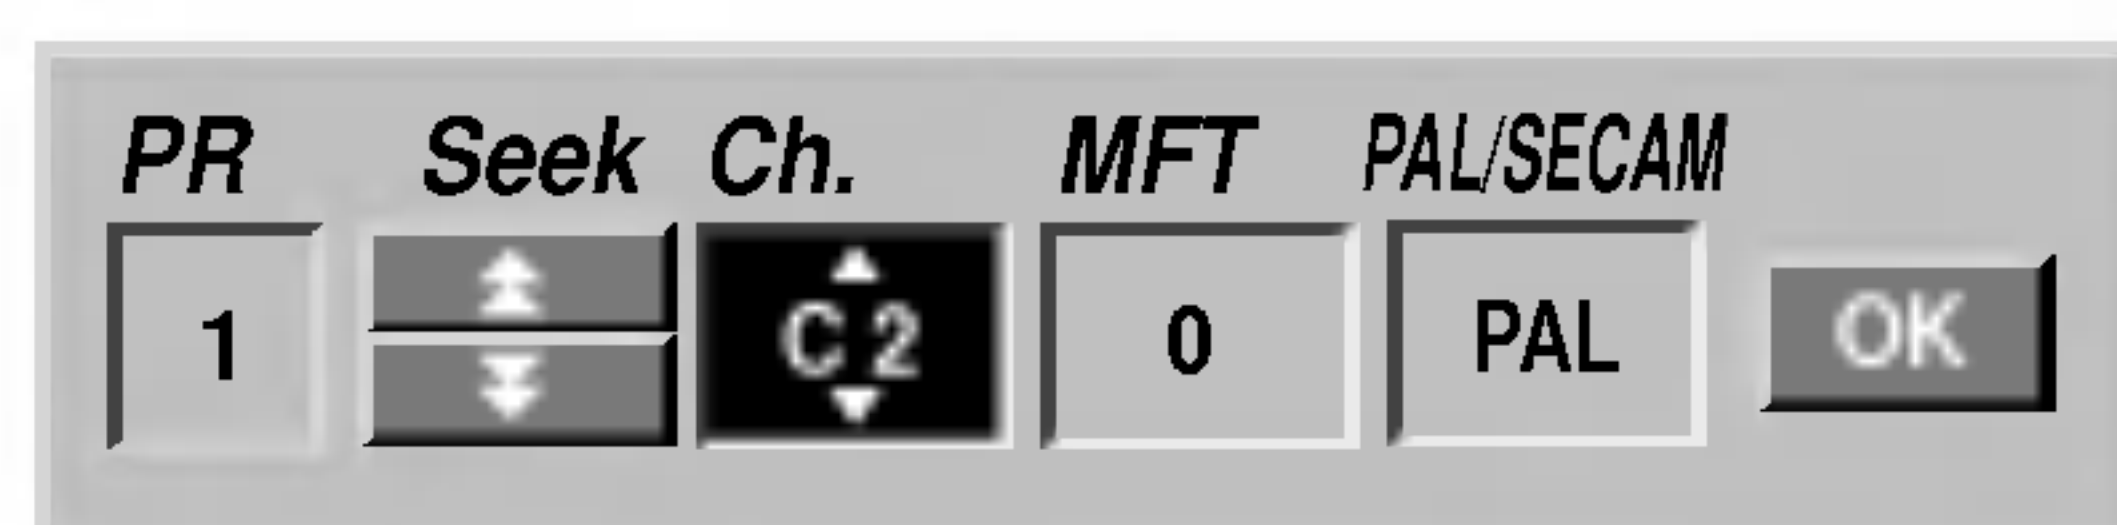 PR Seek Ch. MFT PAL/SECAM
1 C 2 0 PAL OK